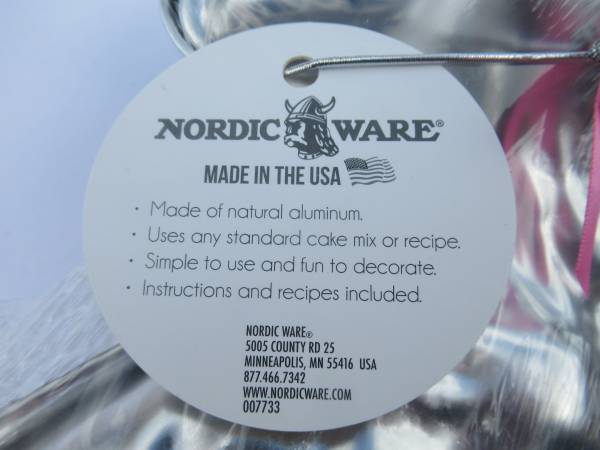 NORDIC WARE®
MADE IN THE USA
· Made of natural aluminum.
· Uses any standard cake mix or recipe.
· Simple to use and fun to decorate.
· Instructions and recipes included.
NORDIC WARE®
5005 COUNTY RD 25
MINNEAPOLIS, MN 55416 USA
877.466.7342
WWW.NORDICWARE.COM
007733